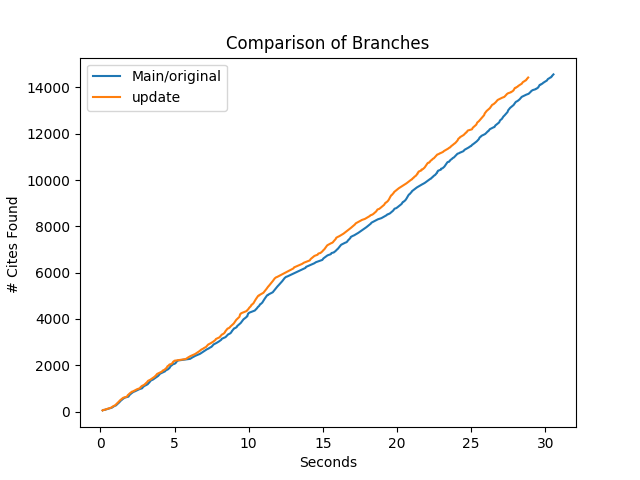 Comparison of Branches
Main/original
update
# Cites Found
14000
12000
10000
8000
6000
4000
2000
0
0 5 10 15 20 25 30
Seconds